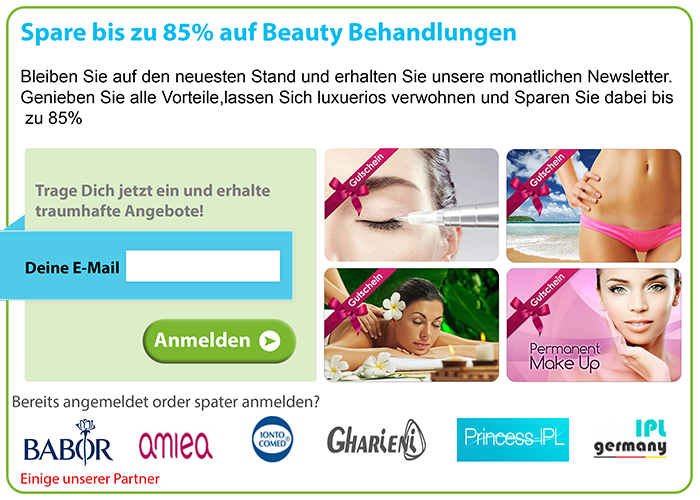 Spare bis zu 85% auf Beauty Behandlungen
Bleiben Sie auf den neuesten Stand und erhalten Sie unsere monatlichen Newsletter.
Genieben Sie alle Vorteile,lassen Sich luxuerios verwohnen und Sparen Sie dabei bis
zu 85%
Trage Dich jetzt ein und erhalte
traumhafte Angebote!
Deine E-Mail
Anmelden
Gutschein
Gutschein
Gutschein
Gutschein
Permanent
Make Up
Bereits angemeldet order spater anmelden?
BABOR
amiea
IONTO
COMED
GHARIENI
Princess-IPL
IPL
germany
Einige unserer Partner